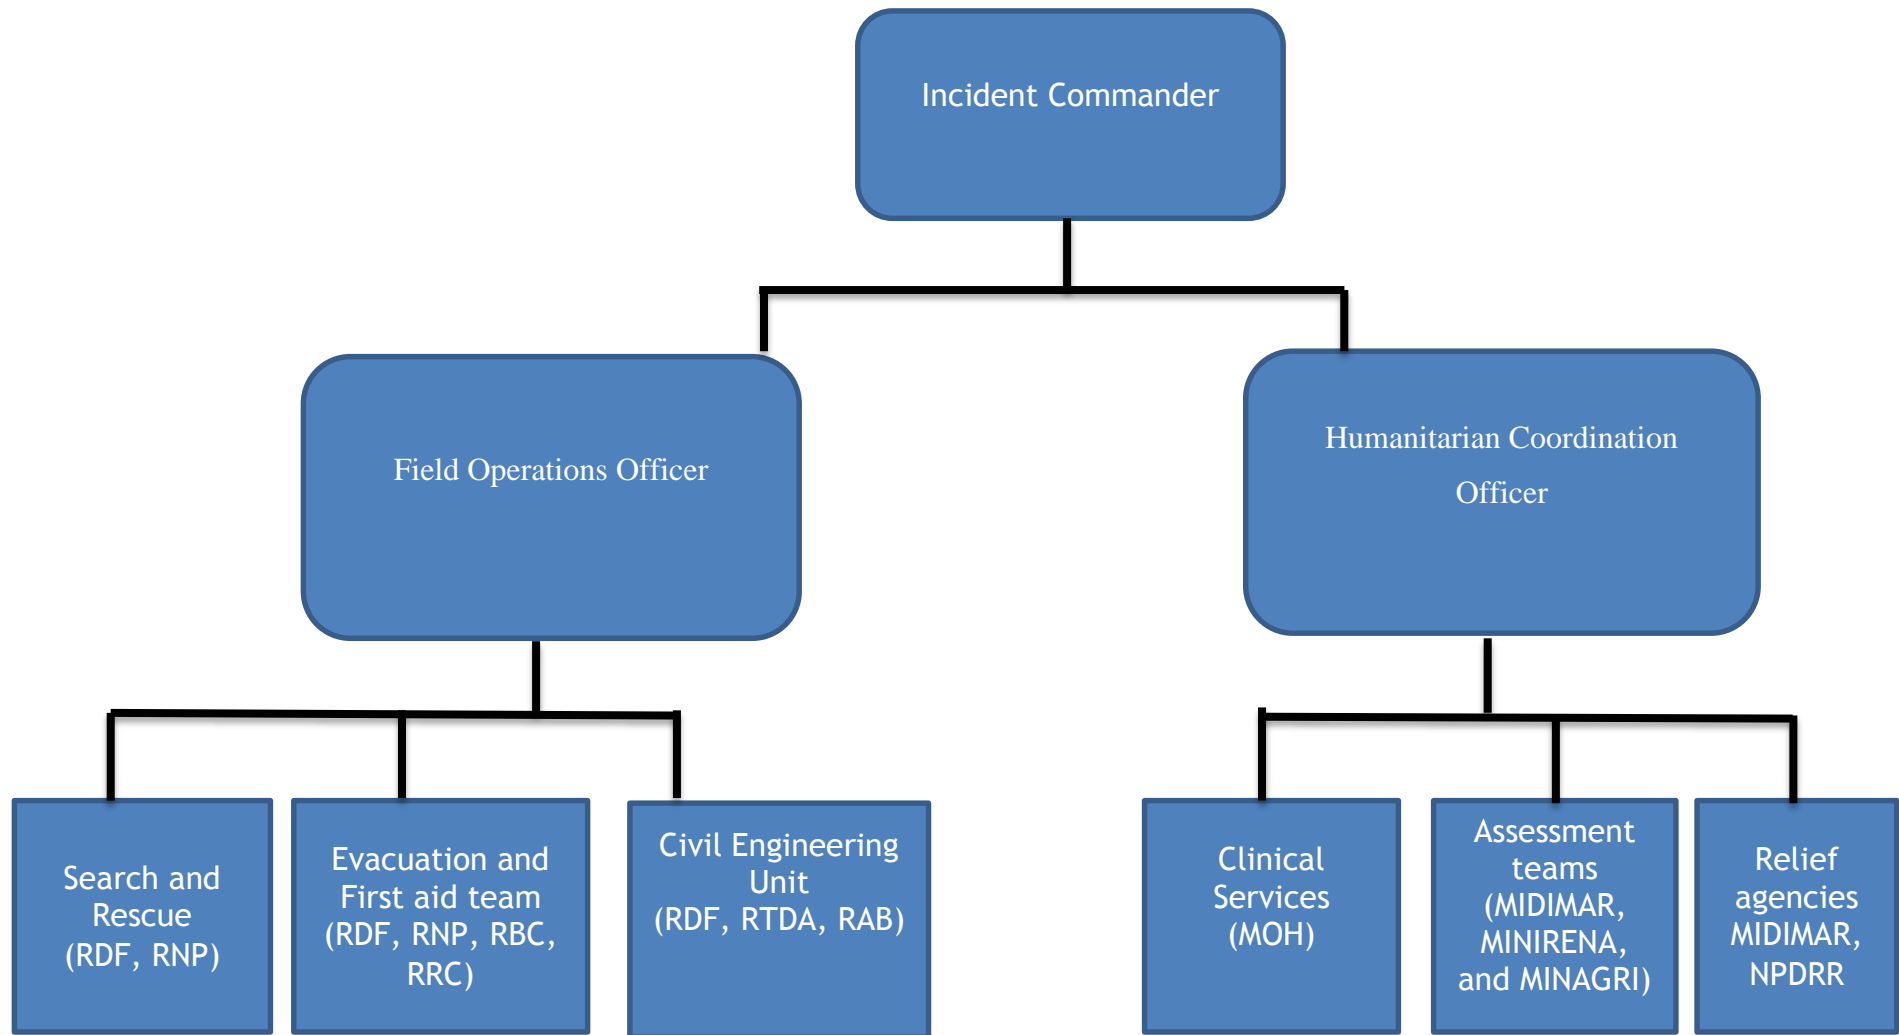 Incident Commander
Field Operations Officer
Humanitarian Coordination
Officer
Search and
Rescue
(RDF, RNP)
Evacuation and
First aid team
(RDF, RNP, RBC,
RRC)
Civil Engineering
Unit
(RDF, RTDA, RAB)
Clinical
Services
(MOH)
Assessment
teams
(MIDIMAR,
MINIRENA,
and MINAGRI)
Relief
agencies
MIDIMAR,
NPDRR